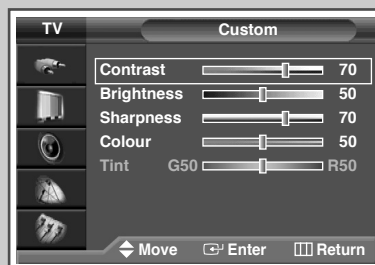 TV Custom
Contrast 70
Brightness 50
Sharpness 70
Colour 50
Tint G50 R50
Move Enter Return